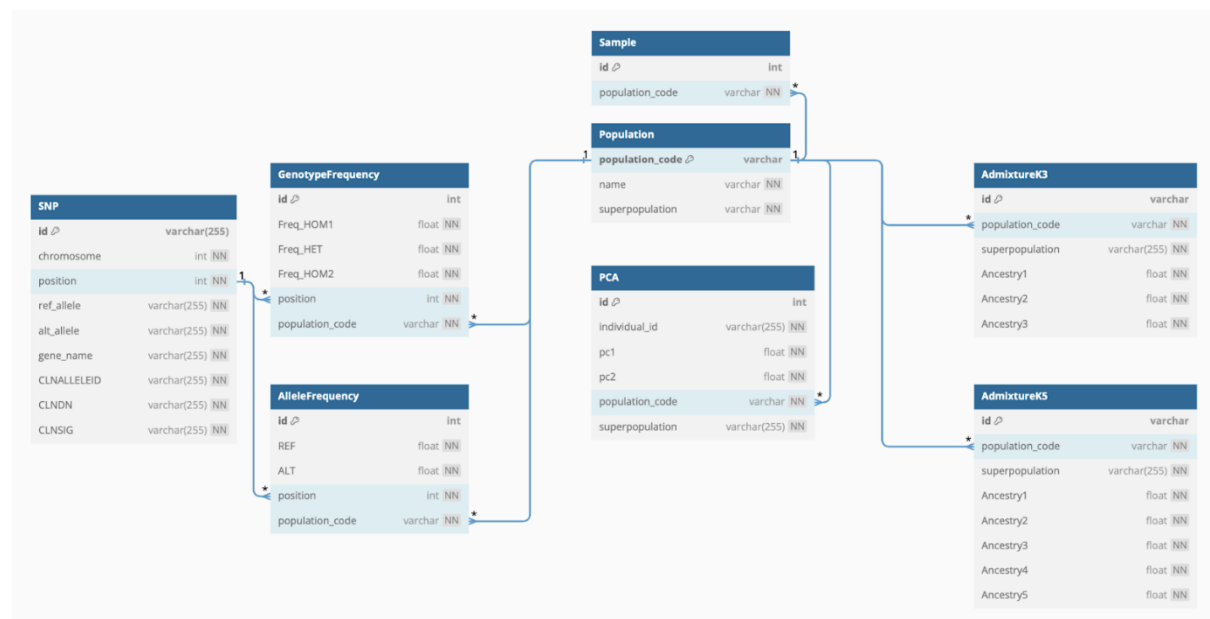 Sample
id int
population_code varchar NN
*
Population
1 population_code varchar 1
name varchar NN
superpopulation varchar NN
GenotypeFrequency
id int
Freq_HOM1 float NN
Freq_HET float NN
Freq_HOM2 float NN
* position int NN
population_code varchar NN *
SNP
id varchar(255)
chromosome int NN
position int NN 1
ref_allele varchar(255) NN
alt_allele varchar(255) NN
gene_name varchar(255) NN
CLNALLELEID varchar(255) NN
CLNDN varchar(255) NN
CLNSIG varchar(255) NN
AlleleFrequency
id int
REF float NN
ALT float NN
* position int NN
population_code varchar NN *
PCA
id int
individual_id varchar(255) NN
pc1 float NN
pc2 float NN
population_code varchar NN *
superpopulation varchar(255) NN
AdmixtureK3
id varchar
* population_code varchar NN
superpopulation varchar(255) NN
Ancestry1 float NN
Ancestry2 float NN
Ancestry3 float NN
AdmixtureK5
id varchar
* population_code varchar NN
superpopulation varchar(255) NN
Ancestry1 float NN
Ancestry2 float NN
Ancestry3 float NN
Ancestry4 float NN
Ancestry5 float NN